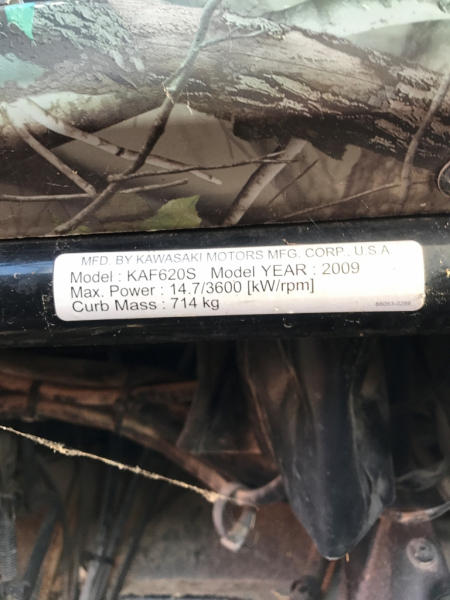 MFD. BY KAWASAKI MOTORS MFG. CORP., U.S.A
Model : KAF620S Model YEAR : 2009
Max. Power : 14.7/3600 [kW/rpm]
Curb Mass : 714 kg